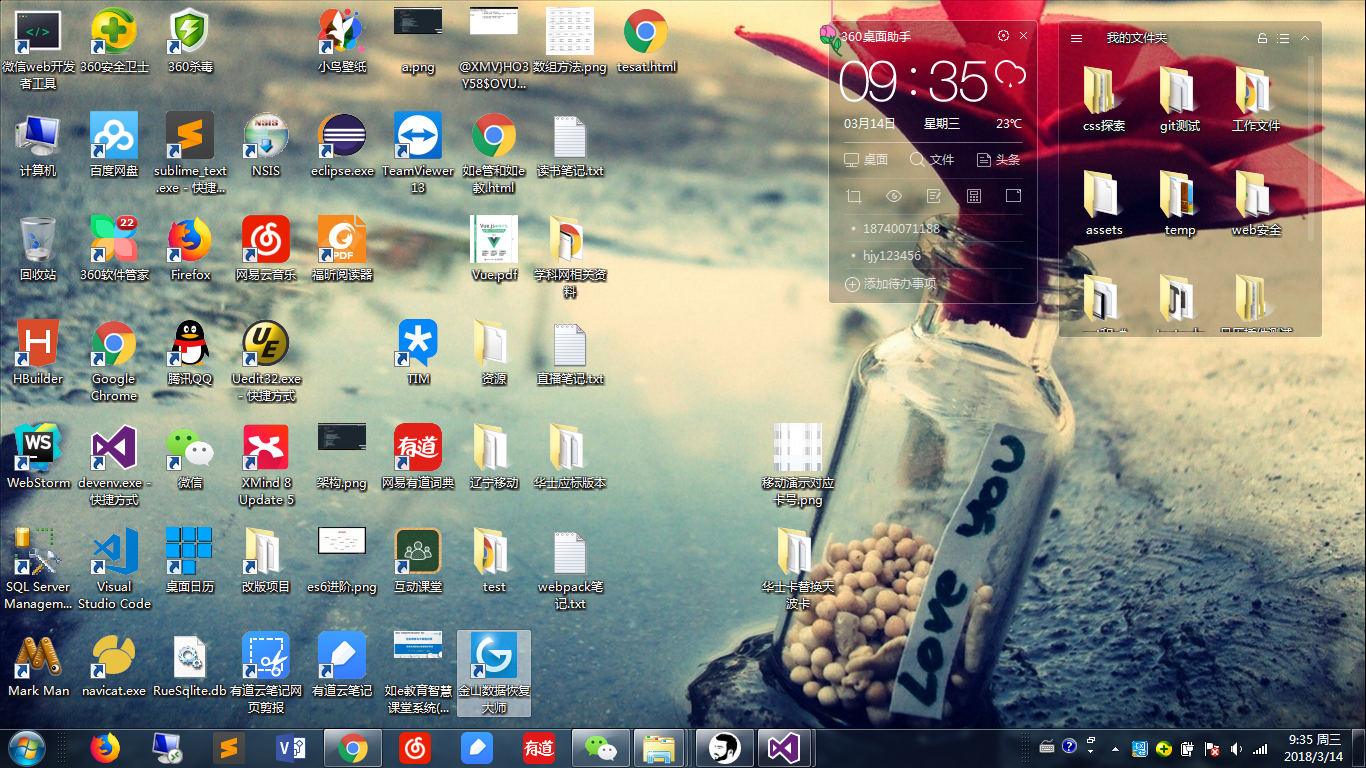 微信web开发
者工具
360安全卫士
360杀毒
小鸟壁纸
a.png
@XMV}HO3
Y58$OVU...
数组方法.png
tesat.html
计算机
百度网盘
sublime_text
.exe - 快捷...
NSIS
eclipse.exe
TeamViewer
13
如e管和如e
教.html
读书笔记.txt
回收站
22
360软件管家
Firefox
网易云音乐
PDF
福昕阅读器
Vue.pdf
学科网相关资
料
HBuilder
Google
Chrome
腾讯QQ
UE
Uedit32.exe
- 快捷方式
TIM
资源
直播笔记.txt
WS
WebStorm
devenv.exe -
快捷方式
微信
XMind 8
Update 5
架构.png
有道
网易有道词典
辽宁移动
华士应标版本
移动演示对应
卡号.png
SQL Server
Managem...
Visual
Studio Code
桌面日历
改版项目
es6进阶.png
互动课堂
test
webpack笔
记.txt
华士卡替换天
波卡
Mark Man
navicat.exe
RueSqlite.db
有道云笔记网
页剪报
有道云笔记
如e教育智慧
课堂系统(...
金山数据恢复
大师
360桌面助手
09:35
03月14日 星期三 23℃
桌面 文件 头条
18740071188
hjy123456
添加待办事项
我的文件夹
css探索
git测试
工作文件
assets
temp
web安全
Love you
有道
9:35 周三
2018/3/14